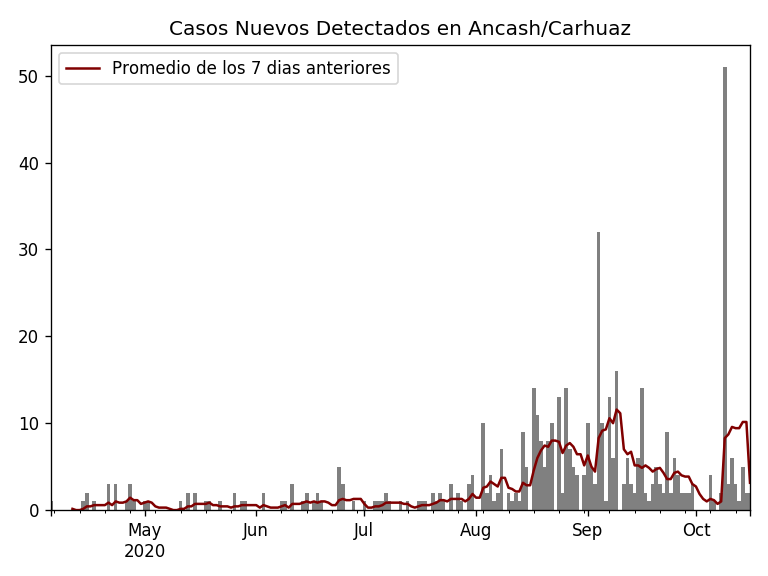 Casos Nuevos Detectados en Ancash/Carhuaz
Promedio de los 7 dias anteriores
50
40
30
20
10
0
May Jun Jul Aug Sep Oct
2020